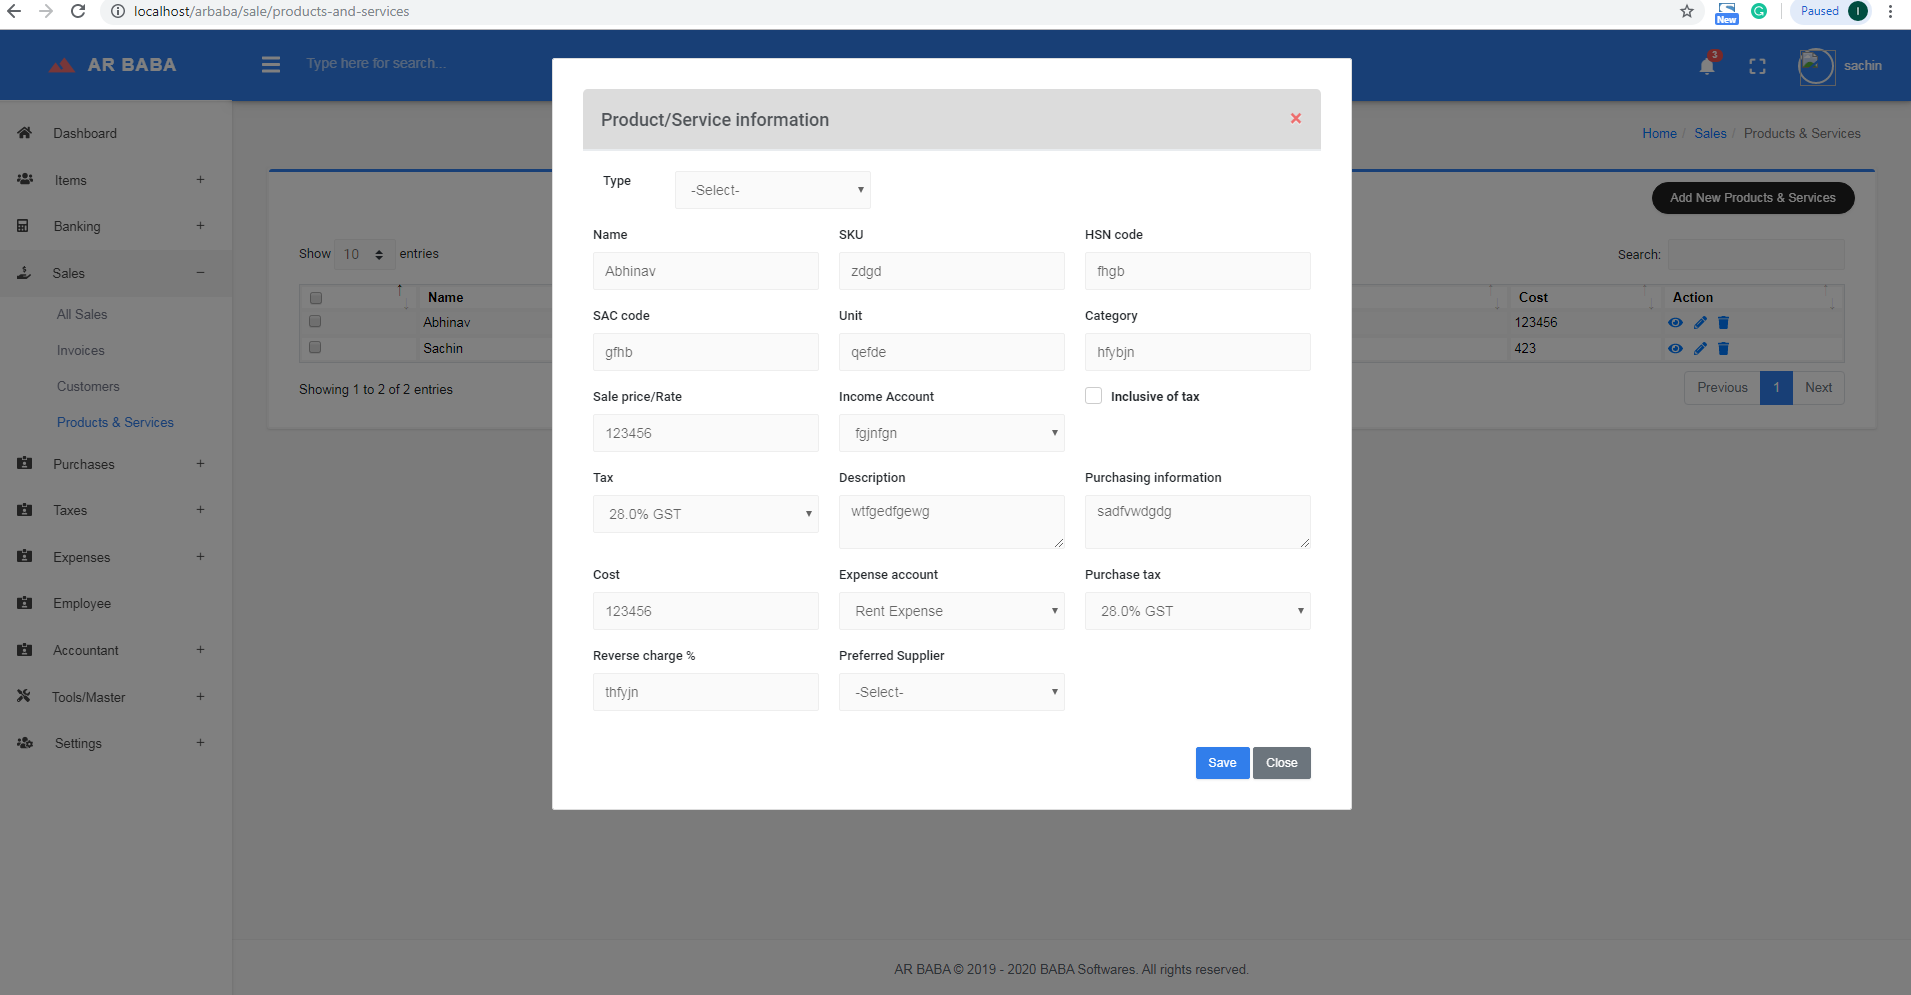 localhost/arbaba/sale/products-and-services
New
Paused
I
AR BABA
Type here for search...
3
sachin
Dashboard
Items +
Banking +
Sales −
All Sales
Invoices
Customers
Products & Services
Purchases +
Taxes +
Expenses +
Employee
Accountant +
Tools/Master +
Settings +
Home / Sales / Products & Services
Add New Products & Services
Show 10 entries
Search:
Name Cost Action
Abhinav 123456
Sachin 423
Showing 1 to 2 of 2 entries
Previous 1 Next
Product/Service information ×
Type -Select-
Name SKU HSN code
Abhinav zdgd fhgb
SAC code Unit Category
gfhb qefde hfybjn
Sale price/Rate Income Account Inclusive of tax
123456 fgjnfgn
Tax Description Purchasing information
28.0% GST wtfgedfgewg sadfvwdgdg
Cost Expense account Purchase tax
123456 Rent Expense 28.0% GST
Reverse charge % Preferred Supplier
thfyjn -Select-
Save Close
AR BABA © 2019 - 2020 BABA Softwares. All rights reserved.